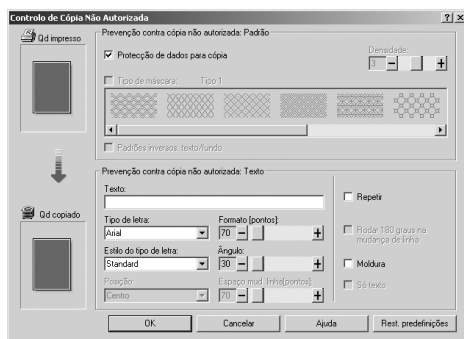 Controlo de Cópia Não Autorizada
? x
Qd impresso
Prevenção contra cópia não autorizada: Padrão
Protecção de dados para cópia
Densidade:
3
Tipo de máscara: Tipo 1
Padrões inversos: texto/fundo
Prevenção contra cópia não autorizada: Texto
Texto:
Repetir
Qd copiado
Tipo de letra:
Formato [pontos]:
Arial
70
Rodar 180 graus na
mudança de linha
Estilo do tipo de letra:
Ângulo:
Standard
30
Moldura
Posição:
Espaço mud. linha[pontos]:
Centro
70
Só texto
OK
Cancelar
Ajuda
Rest. predefinições